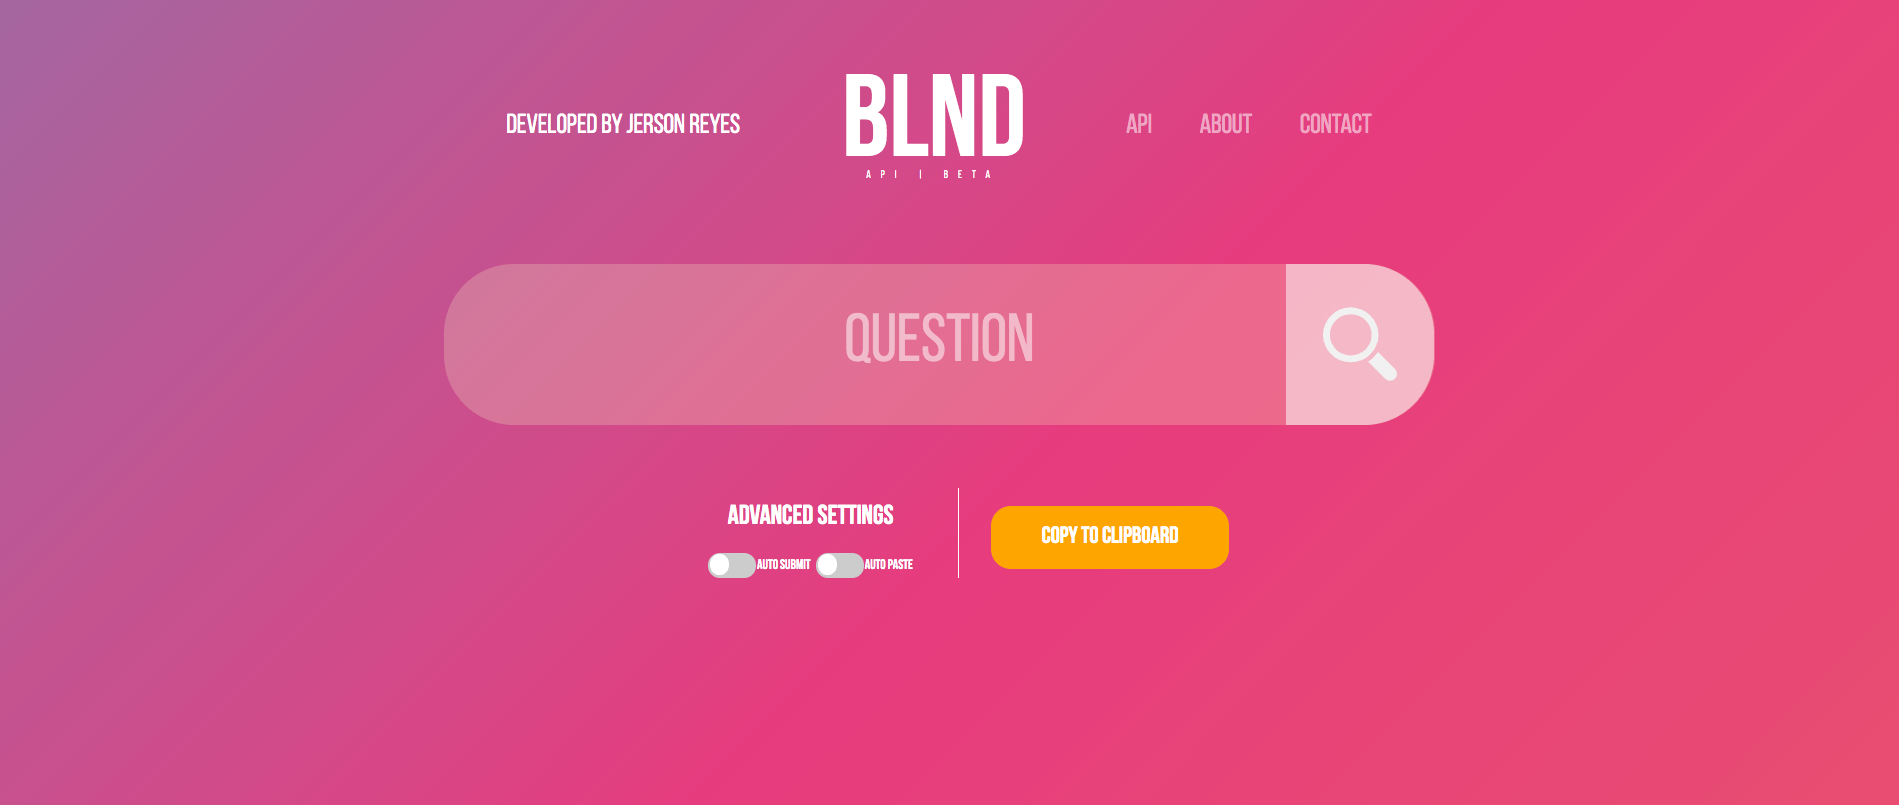 DEVELOPED BY JERSON REYES
BLND
API | BETA
API
ABOUT
CONTACT
QUESTION
ADVANCED SETTINGS
AUTO SUBMIT
AUTO PASTE
COPY TO CLIPBOARD